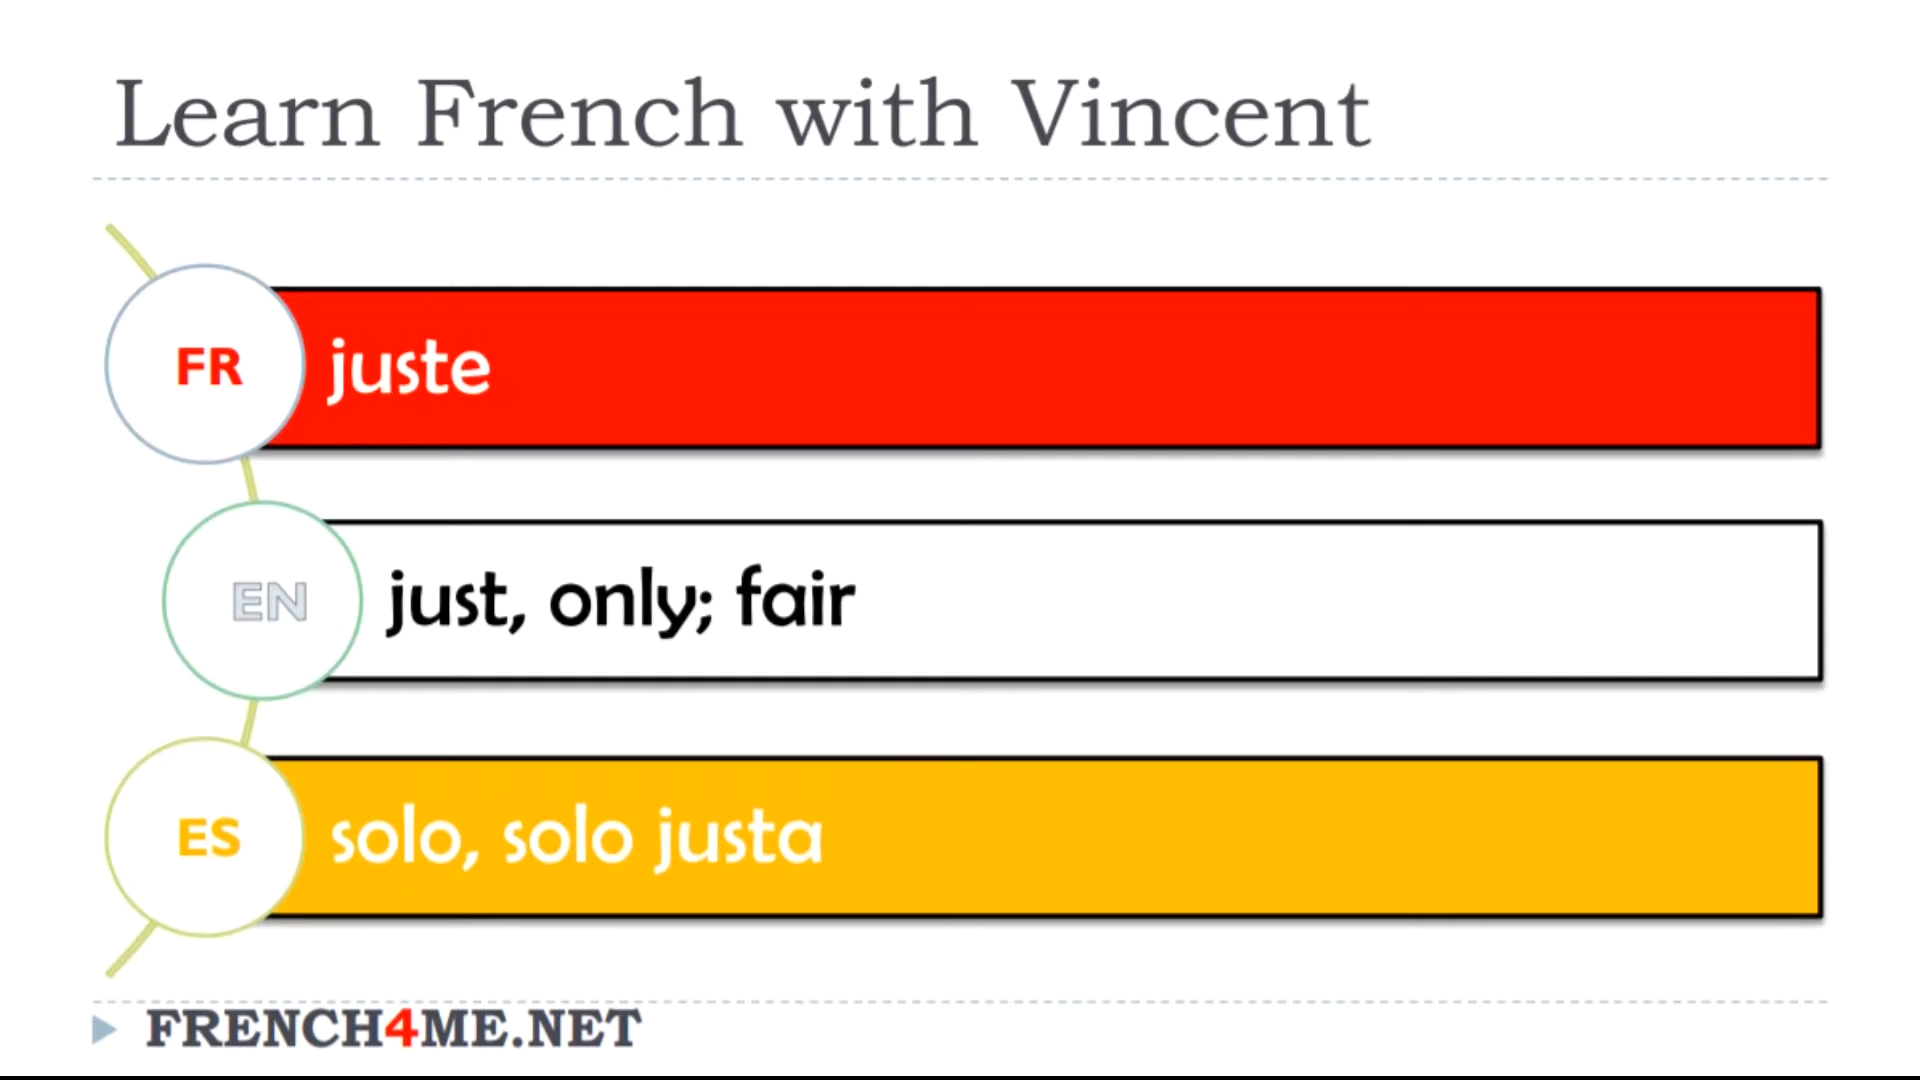 Learn French with Vincent
FR juste
EN just, only; fair
ES solo, solo justa
FRENCH4ME.NET